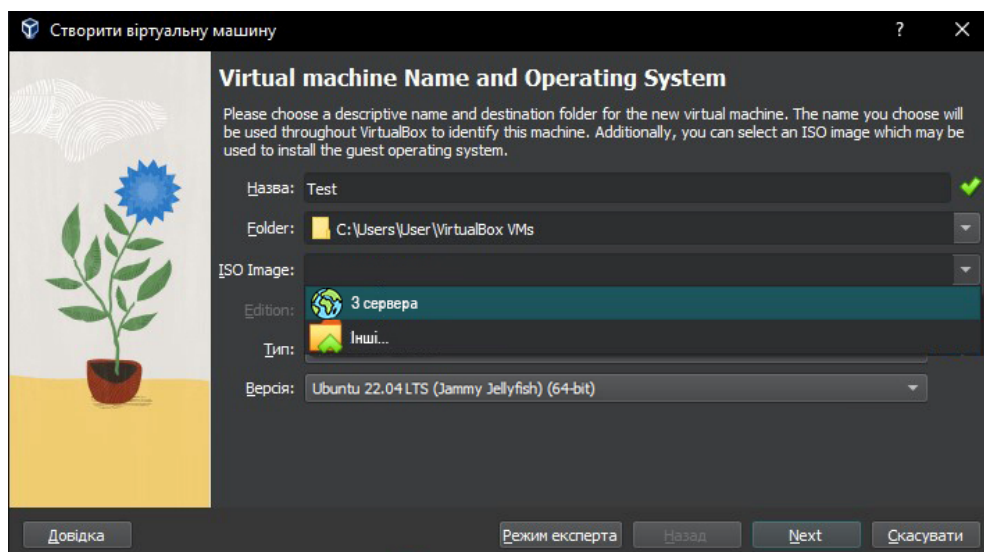 Створити віртуальну машину
?
Virtual machine Name and Operating System
Please choose a descriptive name and destination folder for the new virtual machine. The name you choose will
be used throughout VirtualBox to identify this machine. Additionally, you can select an ISO image which may be
used to install the guest operating system.
Назва: Test
Folder: C:\Users\User\VirtualBox VMs
ISO Image:
Edition: З сервера
Тип: Інші...
Версія: Ubuntu 22.04 LTS (Jammy Jellyfish) (64-bit)
Довідка Режим експерта Назад Next Скасувати